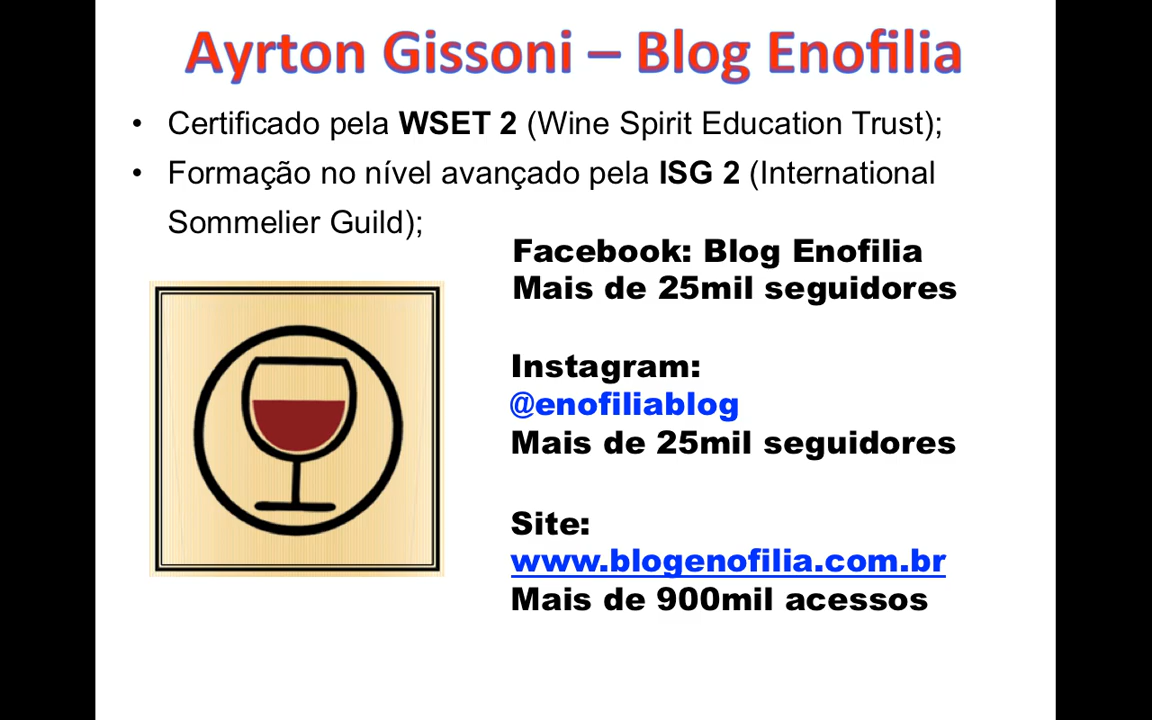 Ayrton Gissoni – Blog Enofilia
• Certificado pela WSET 2 (Wine Spirit Education Trust);
• Formação no nível avançado pela ISG 2 (International
Sommelier Guild);
Facebook: Blog Enofilia
Mais de 25mil seguidores
Instagram:
@enofiliablog
Mais de 25mil seguidores
Site:
www.blogenofilia.com.br
Mais de 900mil acessos